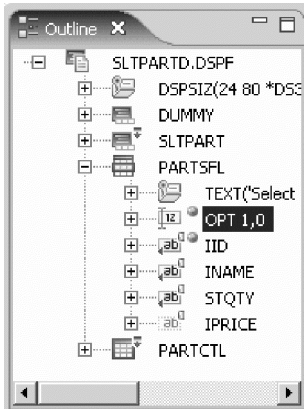 Outline
SLTPARTD.DSPF
DSPSIZ(24 80 *DS3
DUMMY
SLTPART
PARTSFL
TEXT('Select
OPT 1,0
IID
INAME
STQTY
IPRICE
PARTCTL